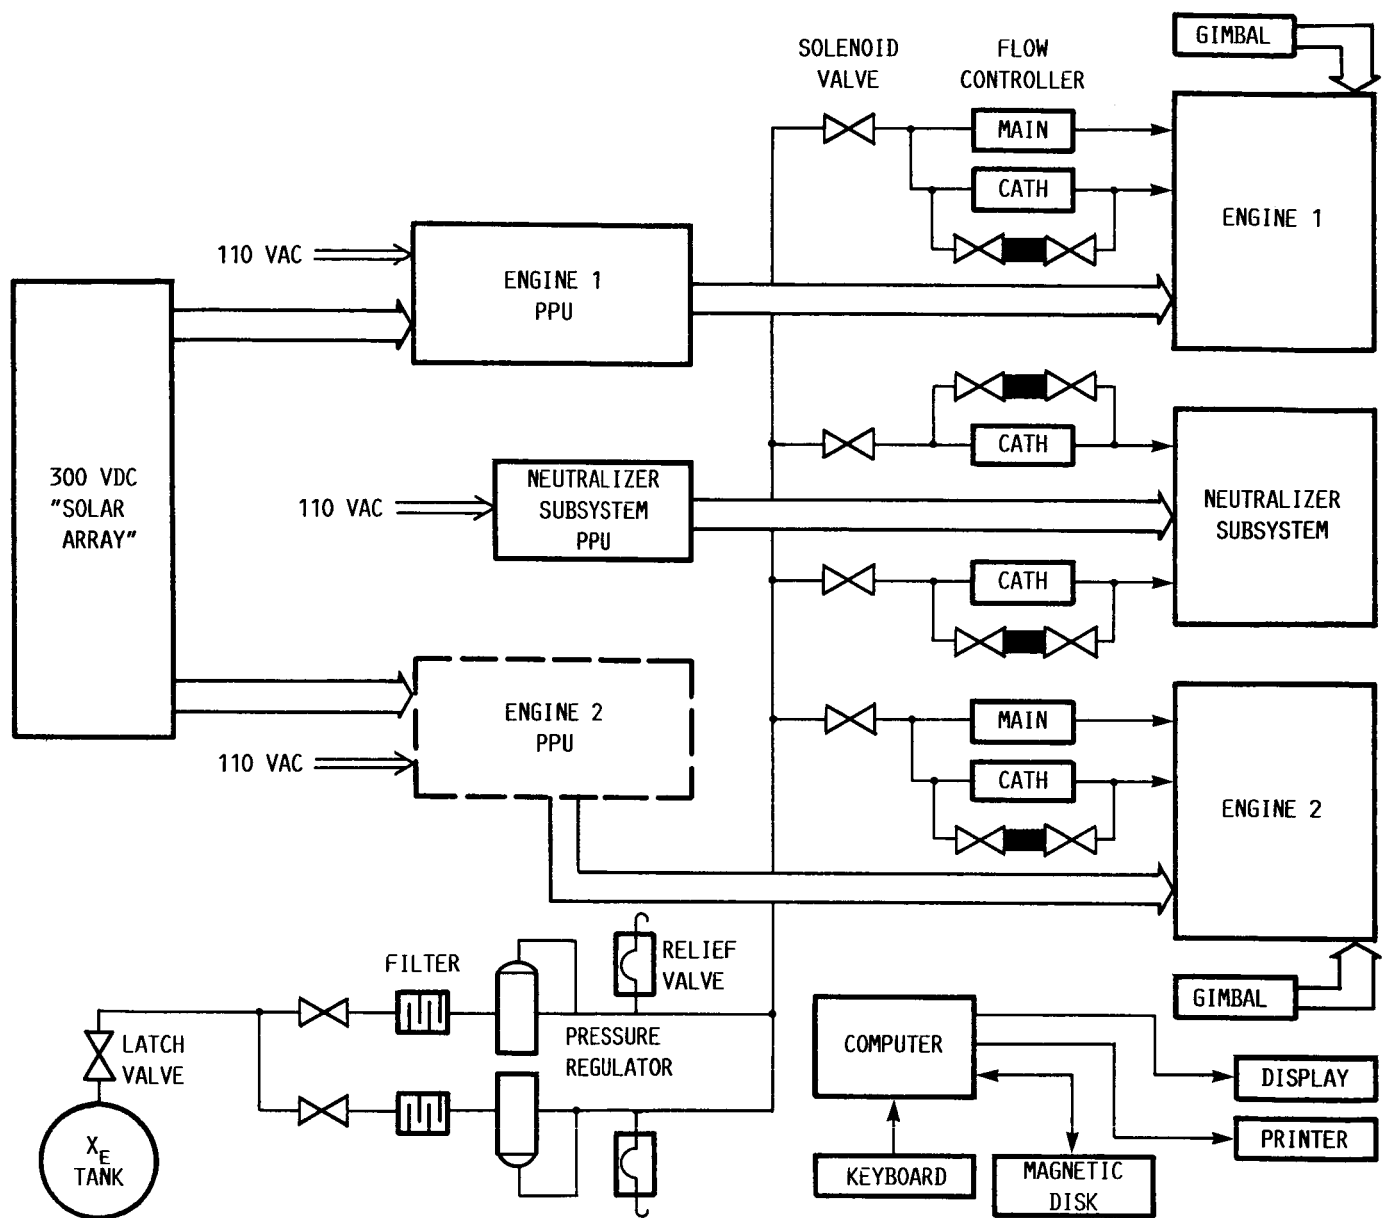 GIMBAL
SOLENOID
VALVE
FLOW
CONTROLLER
MAIN
CATH
ENGINE 1
110 VAC
ENGINE 1
PPU
300 VDC
"SOLAR
ARRAY"
CATH
NEUTRALIZER
SUBSYSTEM
PPU
110 VAC
NEUTRALIZER
SUBSYSTEM
CATH
ENGINE 2
PPU
110 VAC
MAIN
CATH
ENGINE 2
RELIEF
VALVE
FILTER
GIMBAL
LATCH
VALVE
PRESSURE
REGULATOR
COMPUTER
DISPLAY
PRINTER
XE
TANK
KEYBOARD
MAGNETIC
DISK